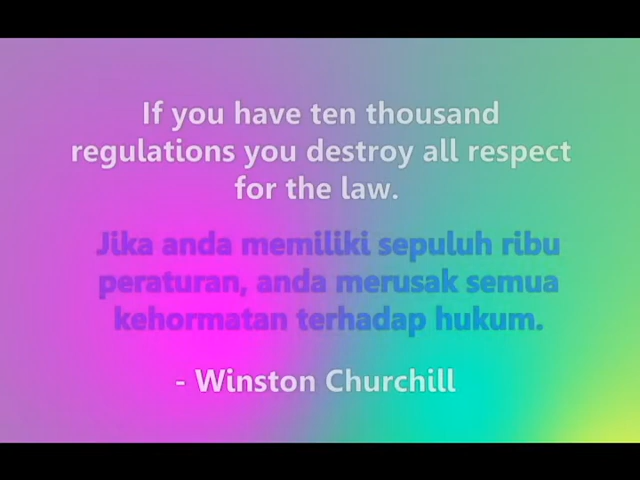 If you have ten thousand
regulations you destroy all respect
for the law.
Jika anda memiliki sepuluh ribu
peraturan, anda merusak semua
kehormatan terhadap hukum.
- Winston Churchill